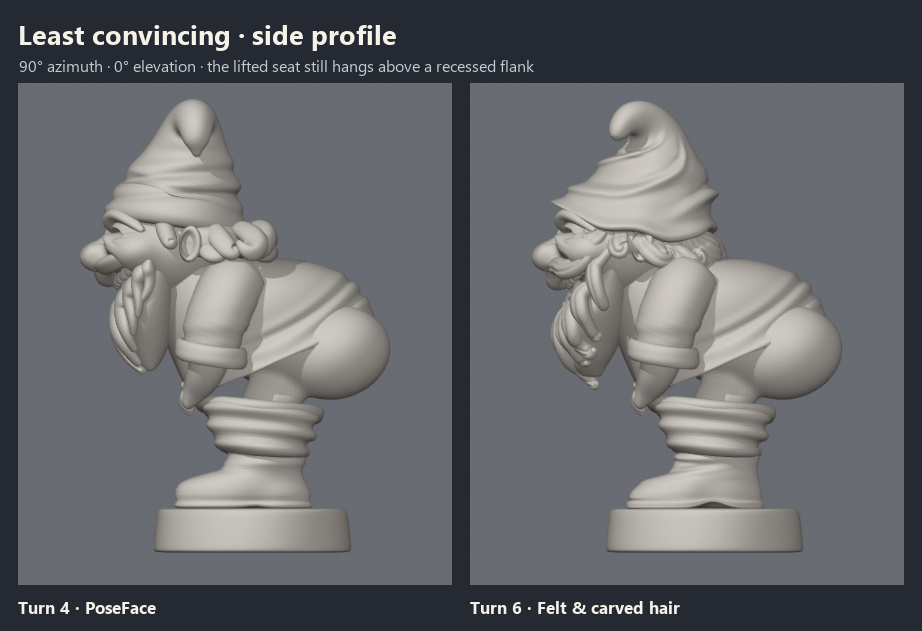 Least convincing · side profile
90° azimuth · 0° elevation · the lifted seat still hangs above a recessed flank
Turn 4 · PoseFace
Turn 6 · Felt & carved hair